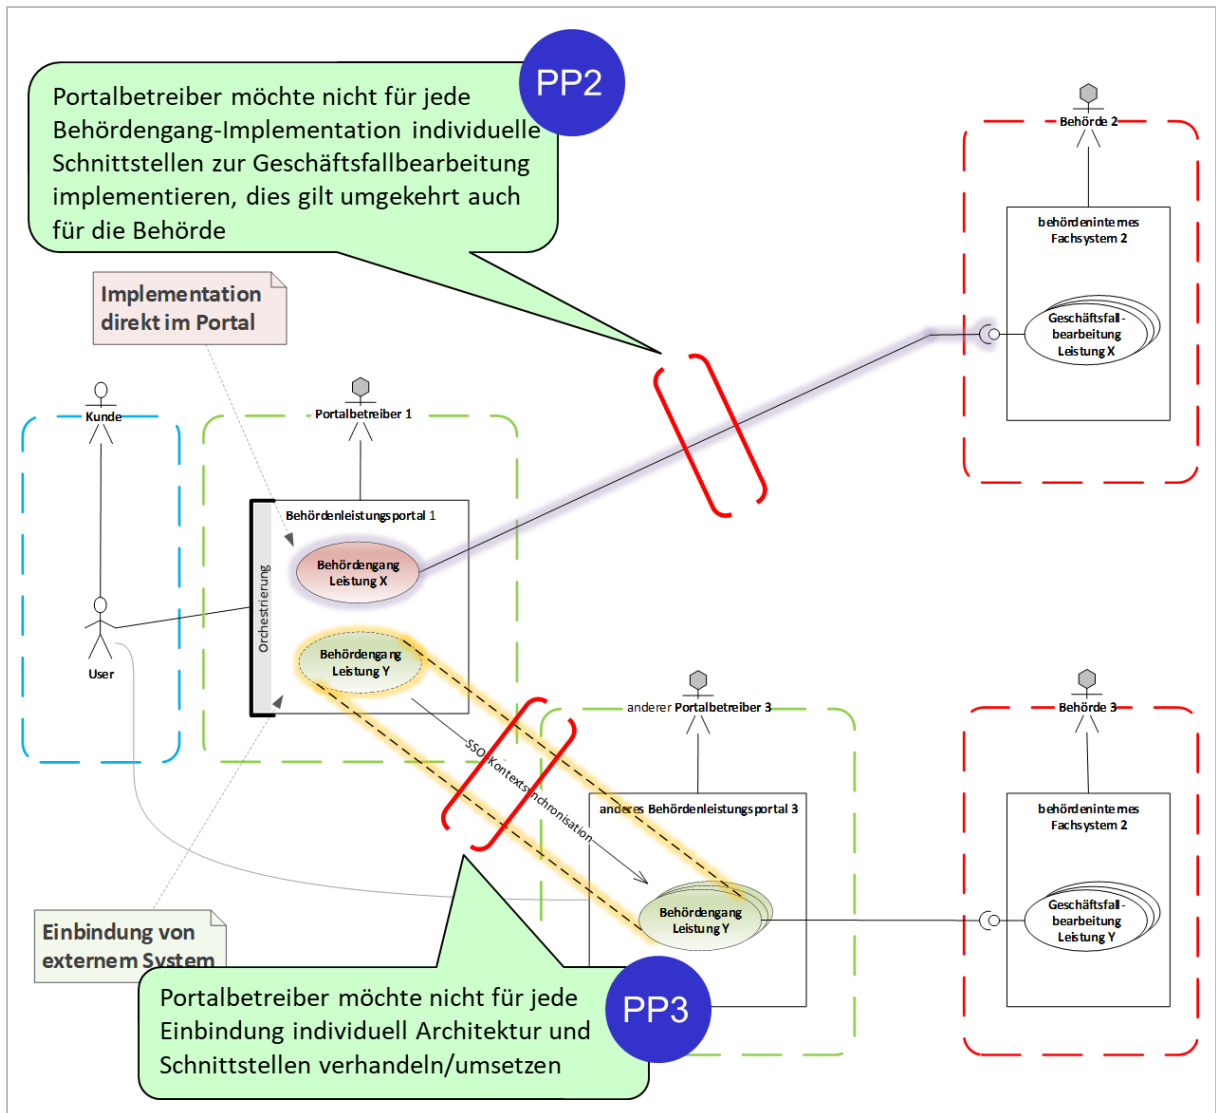 PP2
Portalbetreiber möchte nicht für jede
Behördengang-Implementation individuelle
Schnittstellen zur Geschäftsfallbearbeitung
implementieren, dies gilt umgekehrt auch
für die Behörde
Behörde 2
behördeninternes
Fachsystem 2
Geschäftsfall-
bearbeitung
Leistung X
Implementation
direkt im Portal
Kunde
Portalbetreiber 1
Behördenleistungsportal 1
Orchestrierung
Behördengang
Leistung X
Behördengang
Leistung Y
User
SSO, Kontextsynchronisation
anderer Portalbetreiber 3
anderes Behördenleistungsportal 3
Behördengang
Leistung Y
Behörde 3
behördeninternes
Fachsystem 2
Geschäftsfall-
bearbeitung
Leistung Y
Einbindung von
externem System
PP3
Portalbetreiber möchte nicht für jede
Einbindung individuell Architektur und
Schnittstellen verhandeln/umsetzen